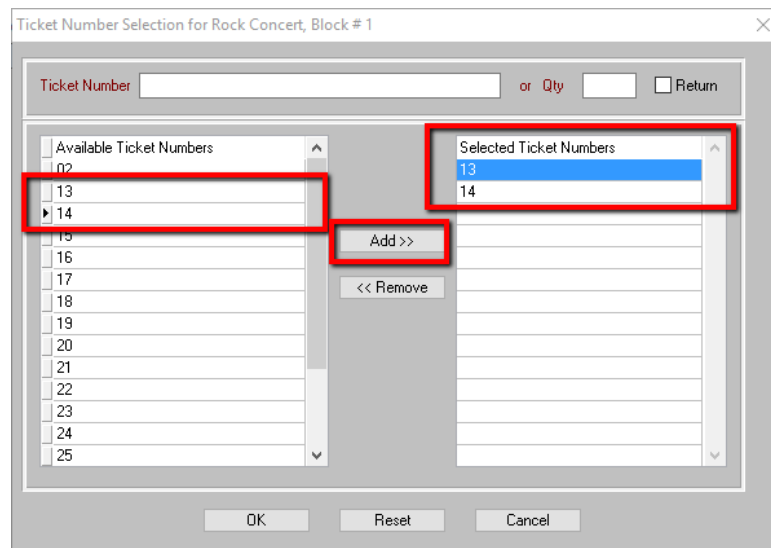 Ticket Number Selection for Rock Concert, Block # 1
Ticket Number or Qty Return
Available Ticket Numbers
02
13
14
15
16
17
18
19
20
21
22
23
24
25
Add >>
<< Remove
Selected Ticket Numbers
13
14
OK Reset Cancel